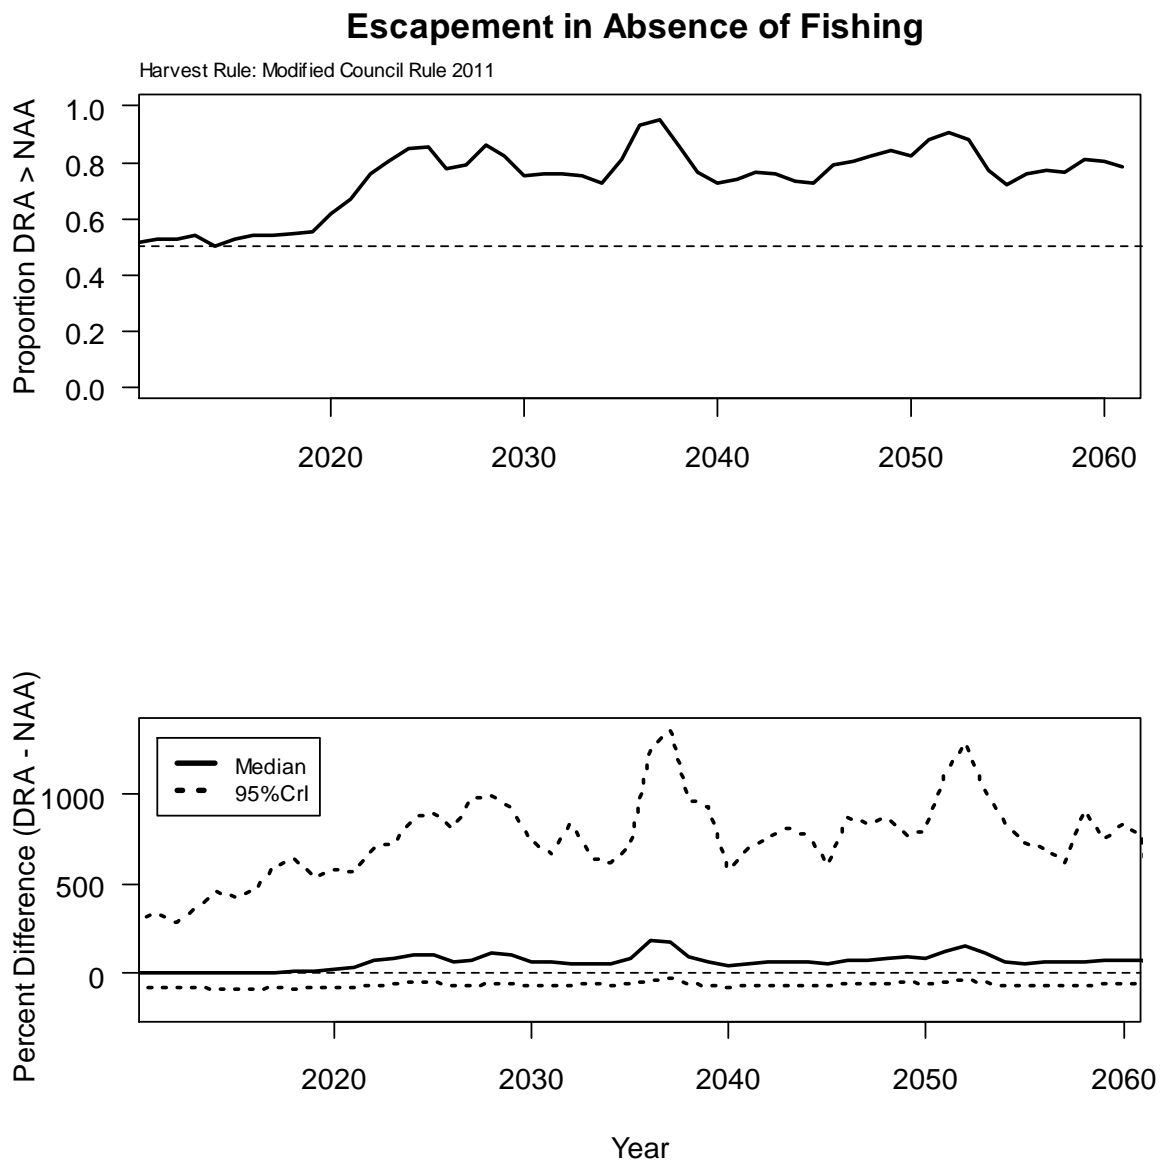 Escapement in Absence of Fishing
Harvest Rule: Modified Council Rule 2011
Proportion DRA > NAA
1.0
0.8
0.6
0.4
0.2
0.0
2020 2030 2040 2050 2060
Percent Difference (DRA - NAA)
Median
95%CrI
1000
500
0
2020 2030 2040 2050 2060
Year